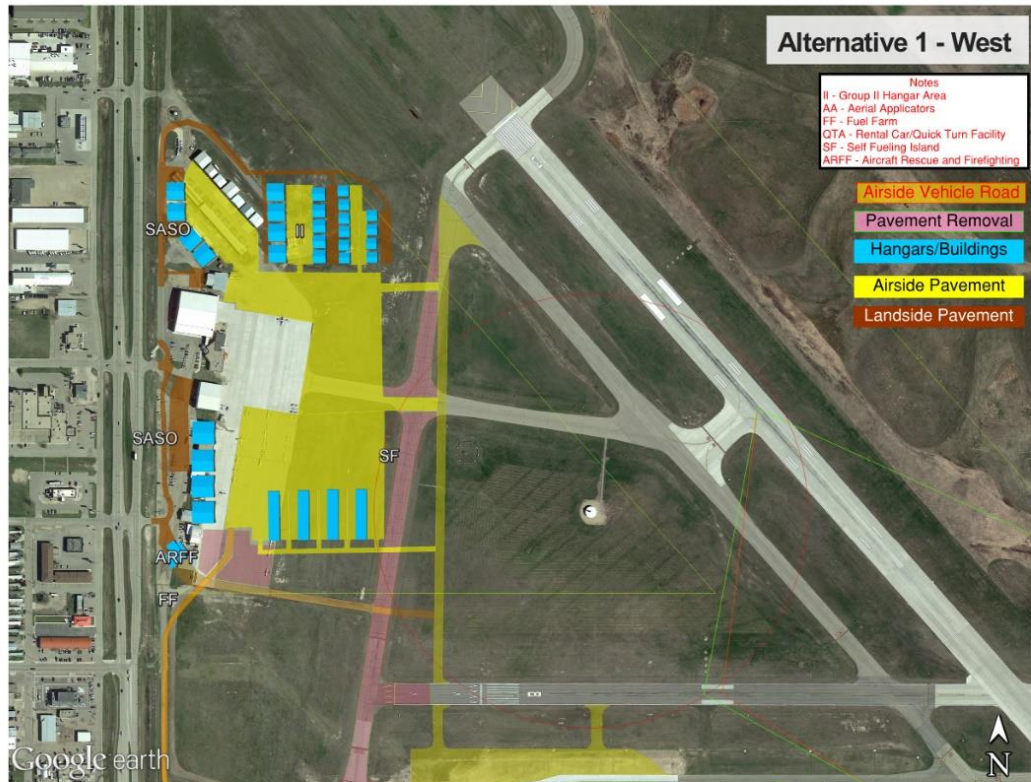 Alternative 1 - West
Notes
II - Group II Hangar Area
AA - Aerial Applicators
FF - Fuel Farm
QTA - Rental Car/Quick Turn Facility
SF - Self Fueling Island
ARFF - Aircraft Rescue and Firefighting
Airside Vehicle Road
Pavement Removal
Hangars/Buildings
Airside Pavement
Landside Pavement
SASO
II
SASO
SF
ARFF
FF
Google earth
N